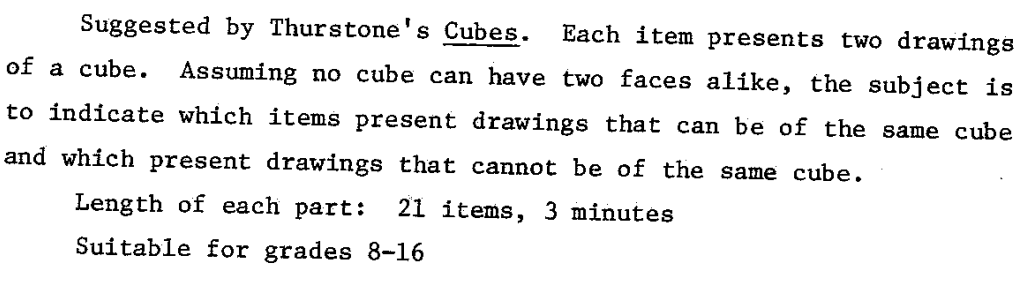 Suggested by Thurstone's Cubes. Each item presents two drawings
of a cube. Assuming no cube can have two faces alike, the subject is
to indicate which items present drawings that can be of the same cube
and which present drawings that cannot be of the same cube.
Length of each part: 21 items, 3 minutes
Suitable for grades 8-16